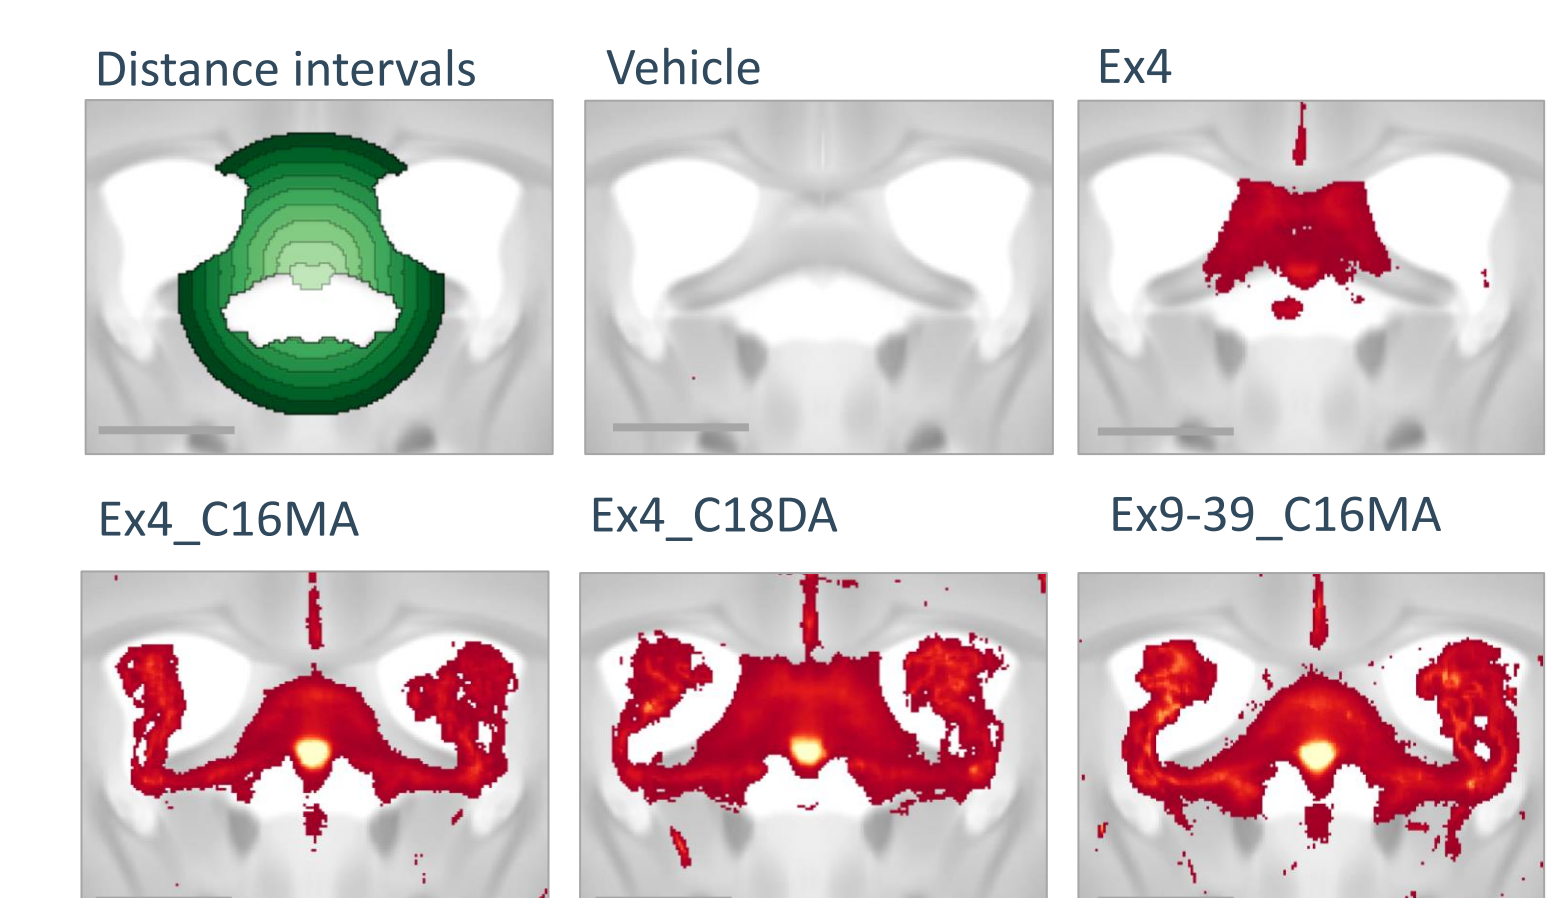 Distance intervals
Vehicle
Ex4
Ex4_C16MA
Ex4_C18DA
Ex9-39_C16MA